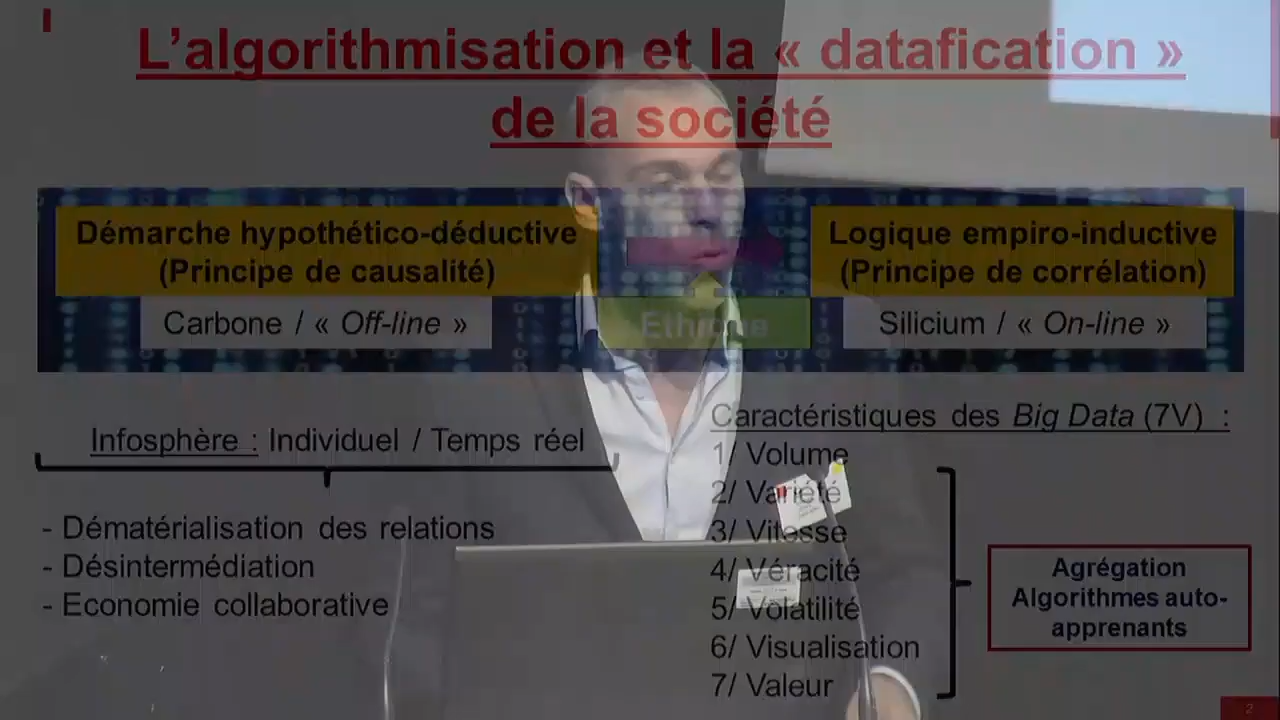 L’algorithmisation et la « datafication »
de la société
Démarche hypothético-déductive
(Principe de causalité)
Carbone / « Off-line »
Ethique
Logique empiro-inductive
(Principe de corrélation)
Silicium / « On-line »
Infosphère : Individuel / Temps réel
- Dématérialisation des relations
- Désintermédiation
- Economie collaborative
Caractéristiques des Big Data (7V) :
1/ Volume
2/ Variété
3/ Vitesse
4/ Véracité
5/ Volatilité
6/ Visualisation
7/ Valeur
Agrégation
Algorithmes auto-
apprenants
2